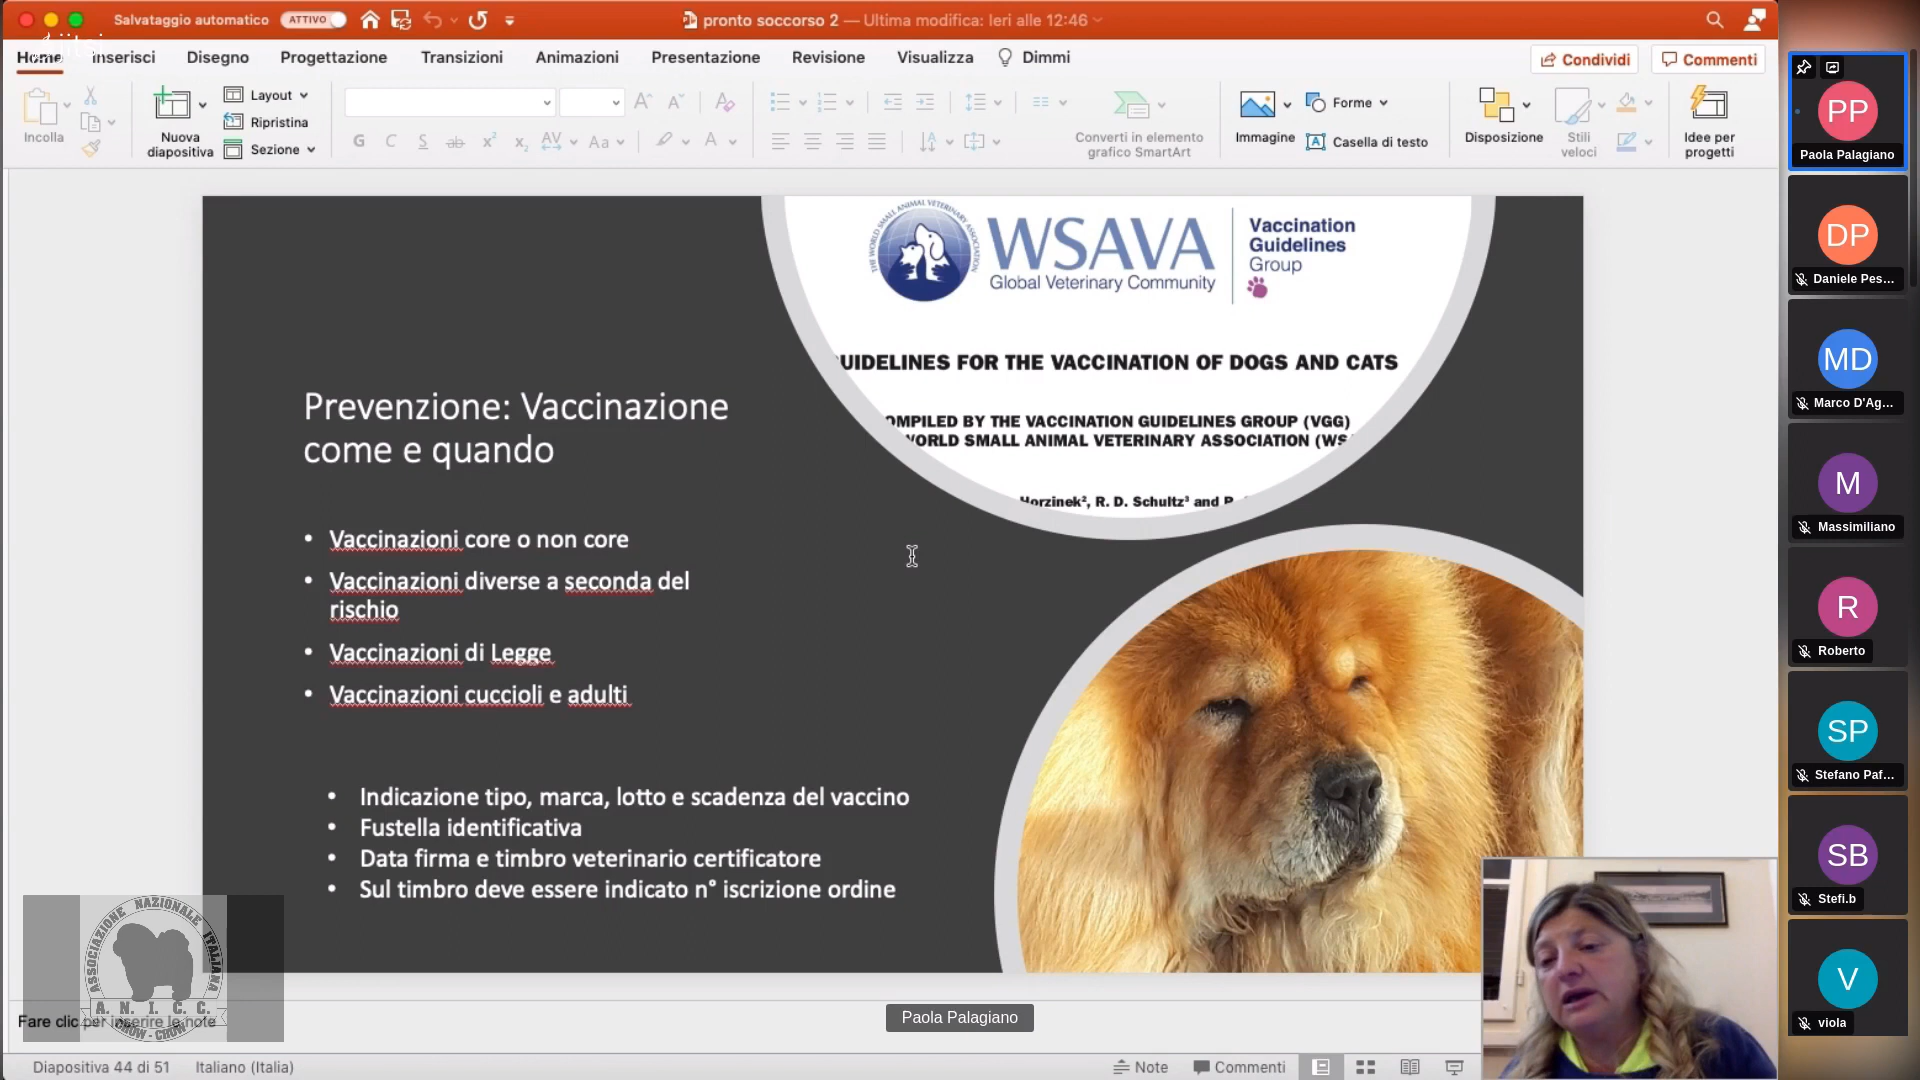 Salvataggio automatico
ATTIVO
pronto soccorso 2 — Ultima modifica: Ieri alle 12:46
Home
Inserisci
Disegno
Progettazione
Transizioni
Animazioni
Presentazione
Revisione
Visualizza
Dimmi
Condividi
Commenti
Incolla
Nuova
diapositiva
Layout
Ripristina
Sezione
Converti in elemento
grafico SmartArt
Immagine
Forme
Casella di testo
Disposizione
Stili
veloci
Idee per
progetti
THE WORLD SMALL ANIMAL VETERINARY ASSOCIATION
WSAVA
Global Veterinary Community
Vaccination
Guidelines
Group
UIDELINES FOR THE VACCINATION OF DOGS AND CATS
OMPILED BY THE VACCINATION GUIDELINES GROUP (VGG)
WORLD SMALL ANIMAL VETERINARY ASSOCIATION (WSA
Horzinek², R. D. Schultz³ and P.
Prevenzione: Vaccinazione
come e quando
• Vaccinazioni core o non core
• Vaccinazioni diverse a seconda del
rischio
• Vaccinazioni di Legge
• Vaccinazioni cuccioli e adulti
• Indicazione tipo, marca, lotto e scadenza del vaccino
• Fustella identificativa
• Data firma e timbro veterinario certificatore
• Sul timbro deve essere indicato n° iscrizione ordine
ASSOCIAZIONE NAZIONALE ITALIANA
A. N. I. C. C.
CHOW - CHOW
Fare clic per inserire le note
Paola Palagiano
Diapositiva 44 di 51
Italiano (Italia)
Note
Commenti
PP
Paola Palagiano
DP
Daniele Pes...
MD
Marco D'Ag...
M
Massimiliano
R
Roberto
SP
Stefano Paf...
SB
Stefi.b
V
viola